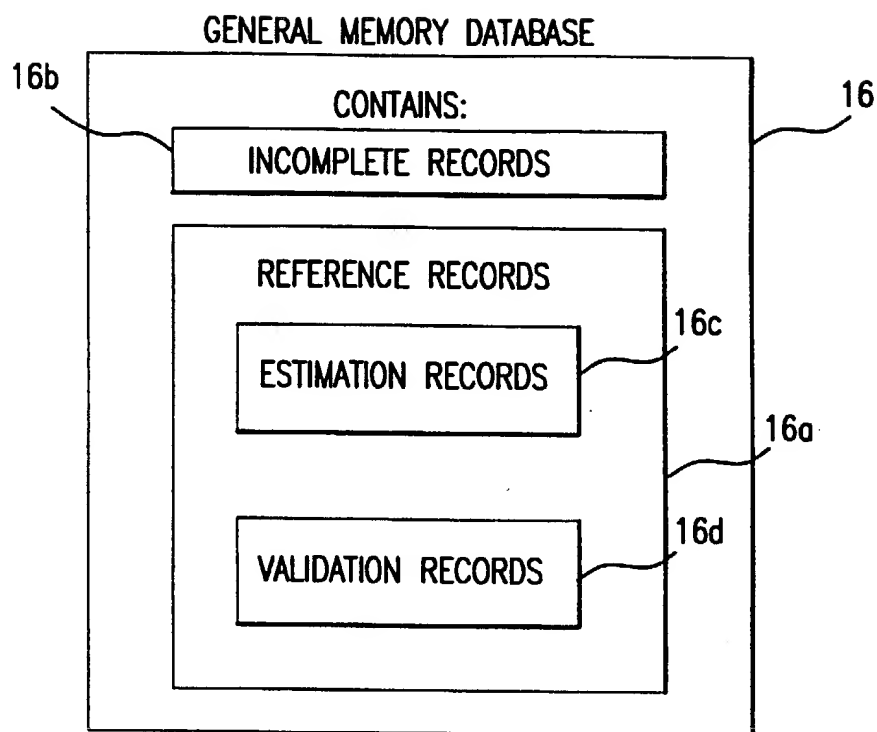 GENERAL MEMORY DATABASE
16b
16
CONTAINS:
INCOMPLETE RECORDS
REFERENCE RECORDS
16c
ESTIMATION RECORDS
16a
16d
VALIDATION RECORDS